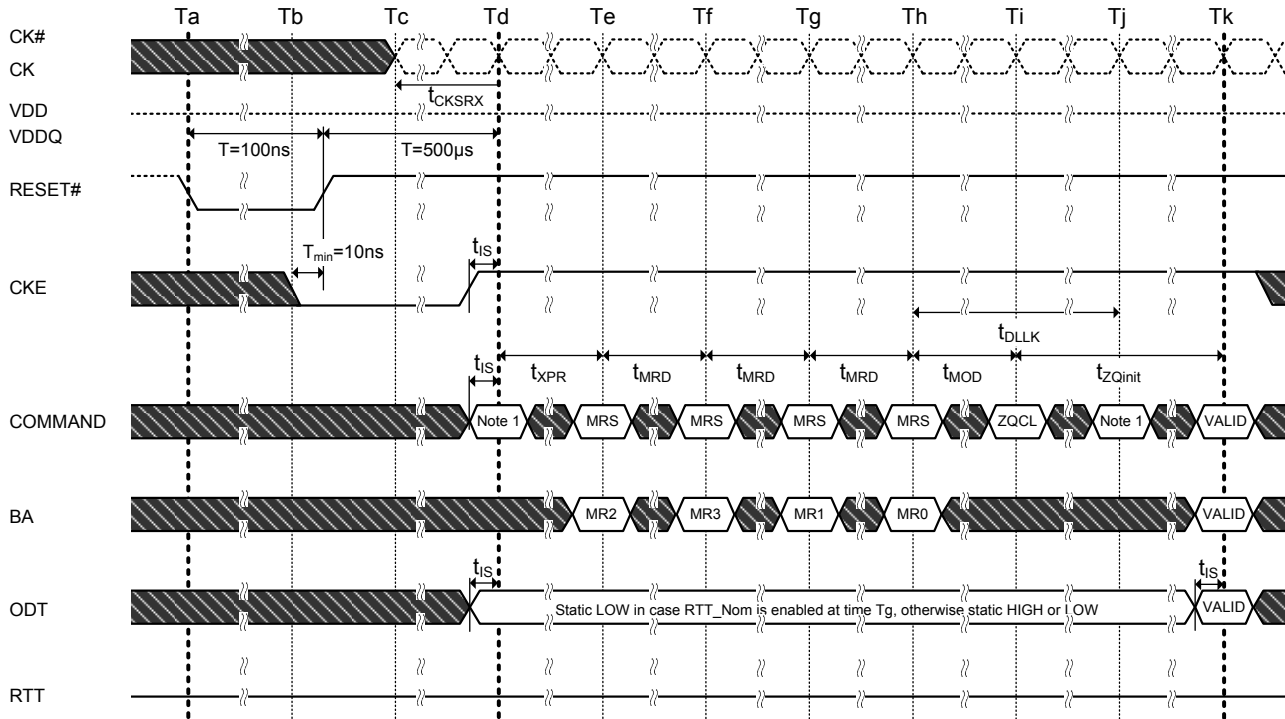 Ta Tb Tc Td Te Tf Tg Th Ti Tj Tk
CK#
CK
tCKSRX
VDD
VDDQ
T=100ns T=500µs
RESET#
Tmin=10ns tIS
CKE
tDLLK
tIS tXPR tMRD tMRD tMRD tMOD tZQinit
COMMAND Note 1 MRS MRS MRS MRS ZQCL Note 1 VALID
BA MR2 MR3 MR1 MR0 VALID
tIS tIS
ODT Static LOW in case RTT_Nom is enabled at time Tg, otherwise static HIGH or LOW VALID
RTT